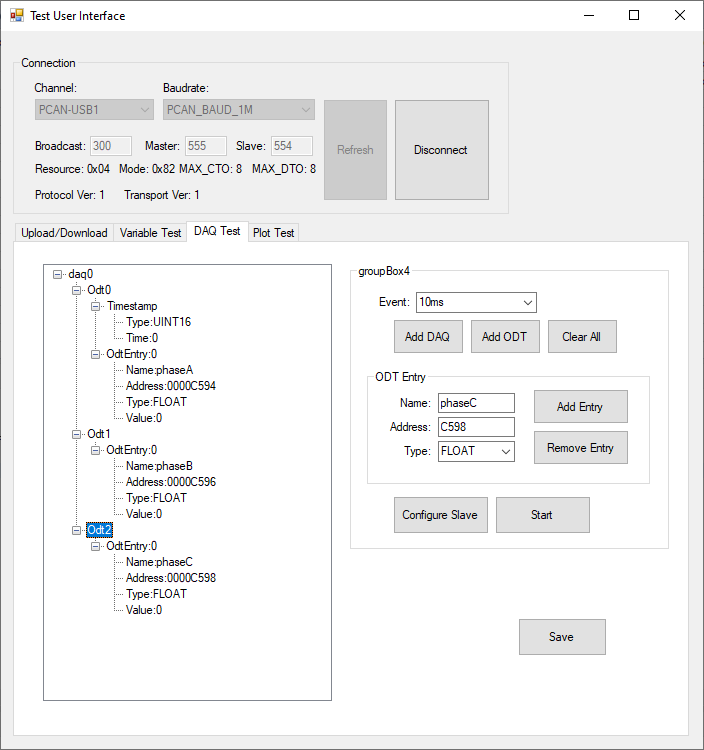 Test User Interface
Connection
Channel: Baudrate:
PCAN-USB1 PCAN_BAUD_1M
Broadcast: 300 Master: 555 Slave: 554 Refresh Disconnect
Resource: 0x04 Mode: 0x82 MAX_CTO: 8 MAX_DTO: 8
Protocol Ver: 1 Transport Ver: 1
Upload/Download Variable Test DAQ Test Plot Test
daq0
Odt0
Timestamp
Type:UINT16
Time:0
OdtEntry:0
Name:phaseA
Address:0000C594
Type:FLOAT
Value:0
Odt1
OdtEntry:0
Name:phaseB
Address:0000C596
Type:FLOAT
Value:0
Odt2
OdtEntry:0
Name:phaseC
Address:0000C598
Type:FLOAT
Value:0
groupBox4
Event: 10ms
Add DAQ Add ODT Clear All
ODT Entry
Name: phaseC Add Entry
Address: C598
Type: FLOAT Remove Entry
Configure Slave Start
Save